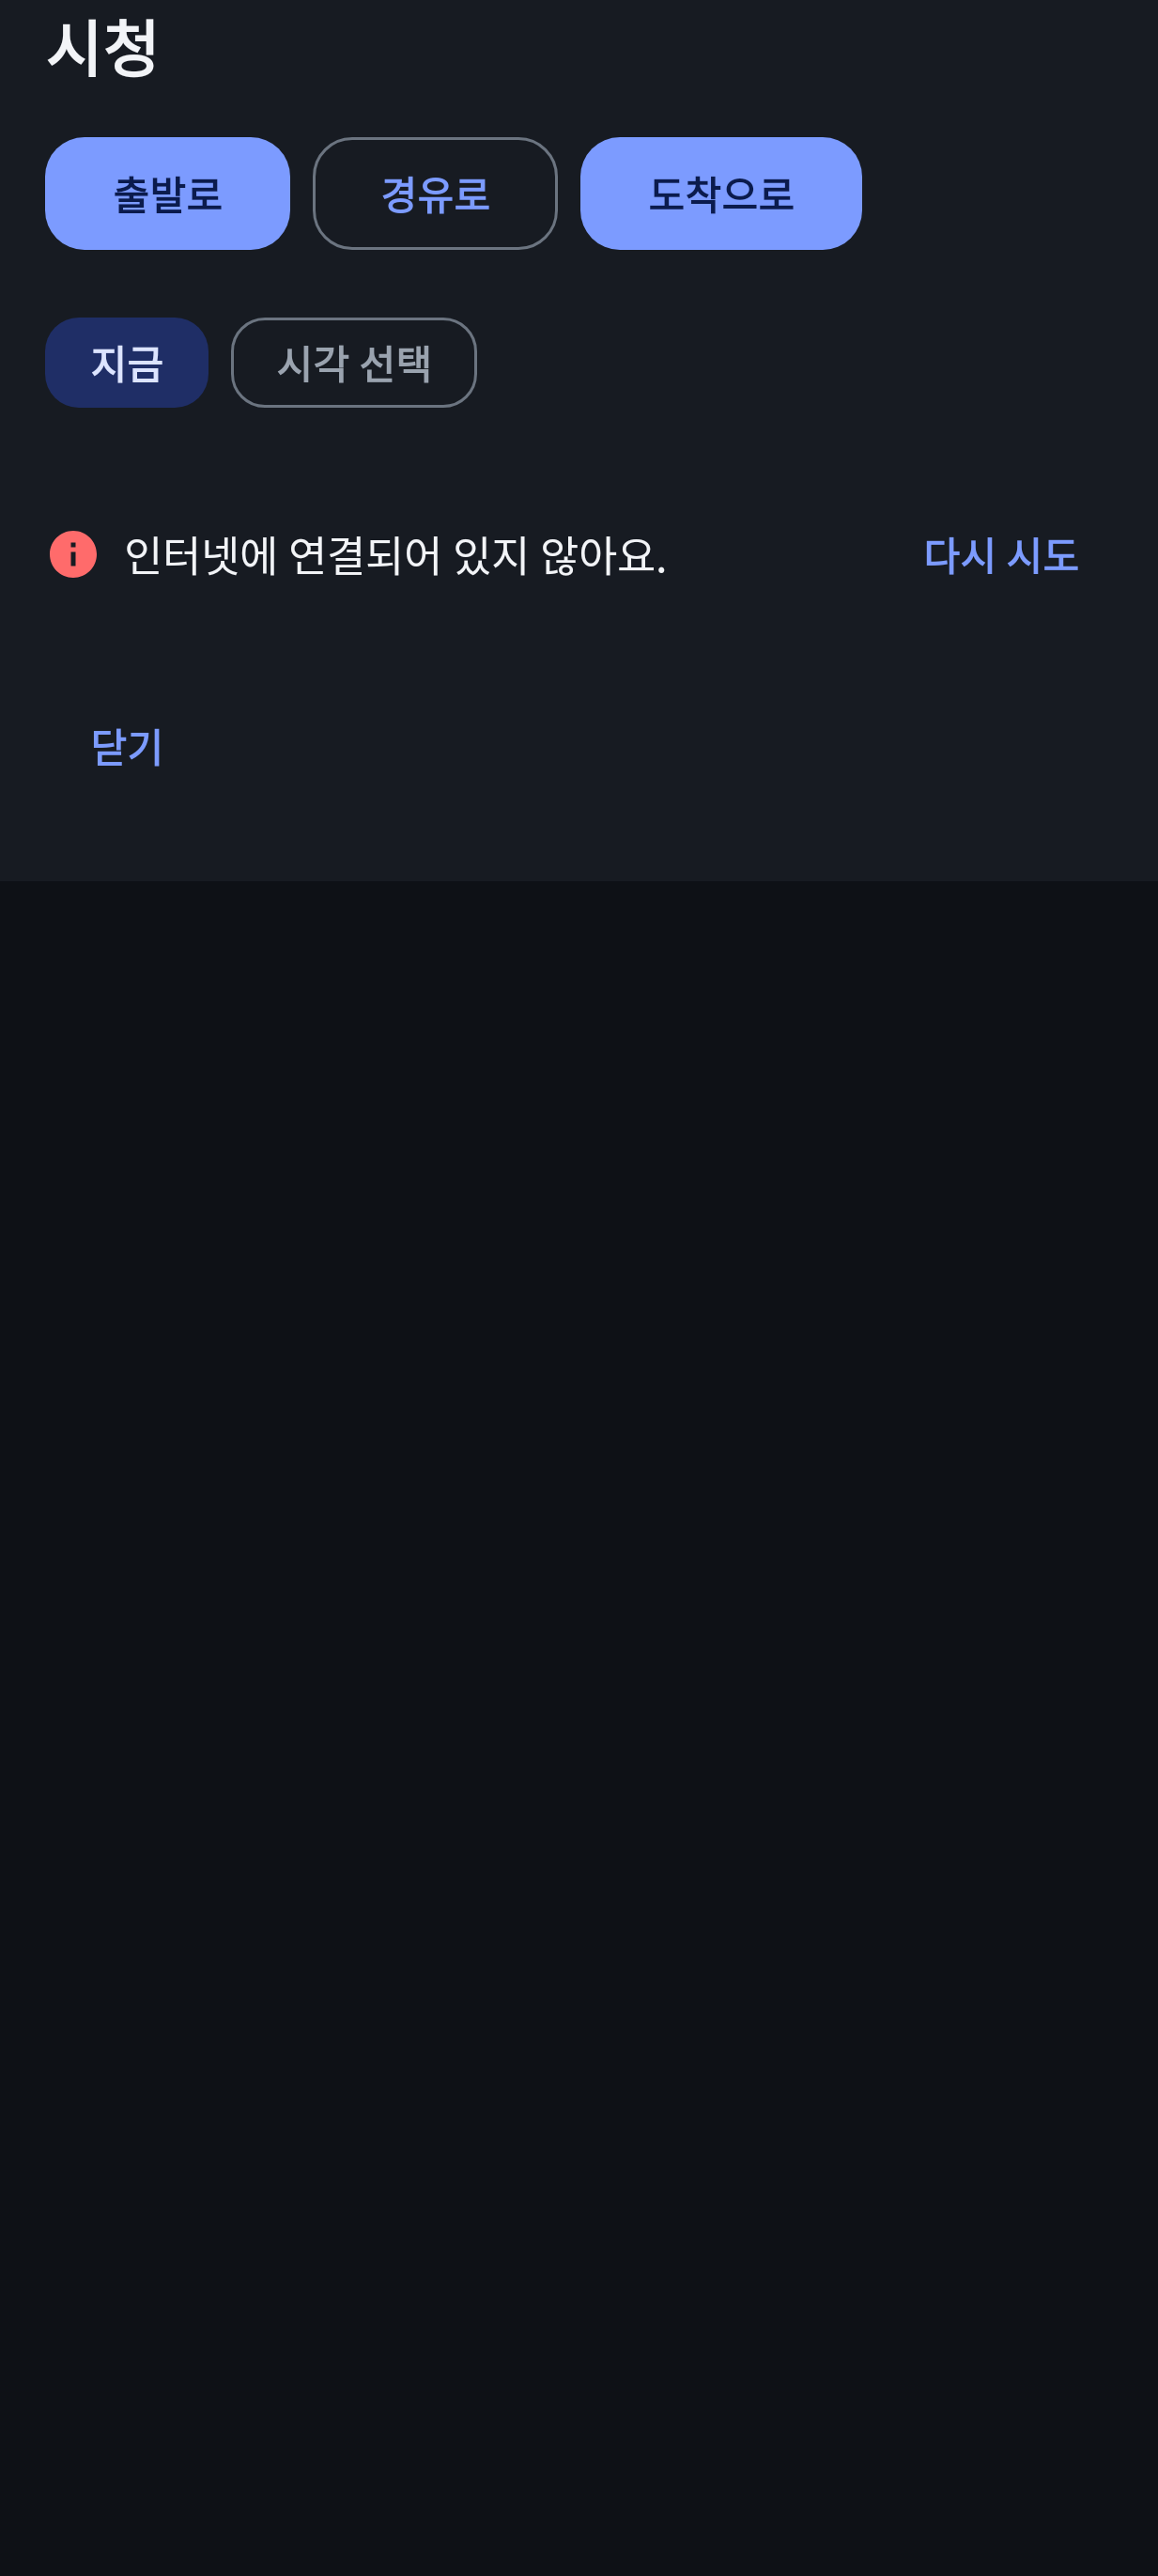 시청
출발로 경유로 도착으로
지금 시각 선택
인터넷에 연결되어 있지 않아요. 다시 시도
닫기